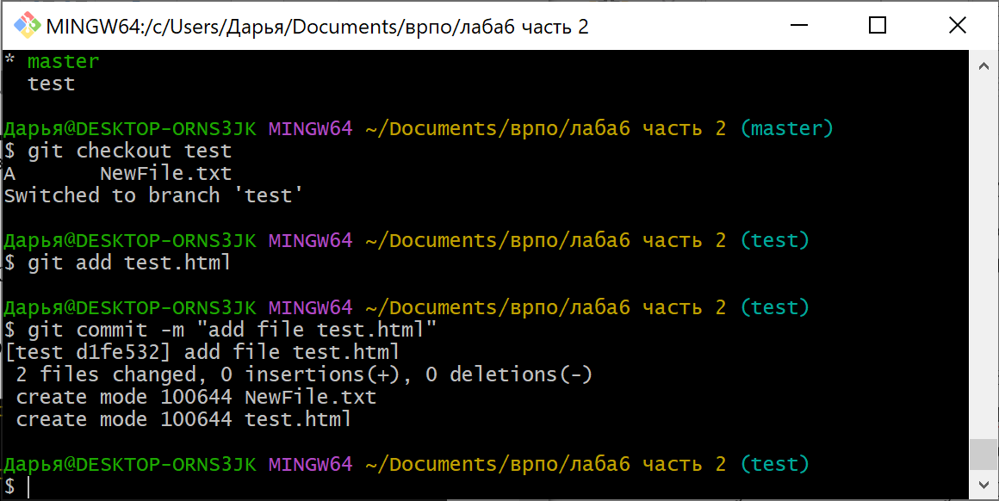 MINGW64:/c/Users/Дарья/Documents/врпо/лаба6 часть 2
* master
  test
Дарья@DESKTOP-ORNS3JK MINGW64 ~/Documents/врпо/лаба6 часть 2 (master)
$ git checkout test
A       NewFile.txt
Switched to branch 'test'
Дарья@DESKTOP-ORNS3JK MINGW64 ~/Documents/врпо/лаба6 часть 2 (test)
$ git add test.html
Дарья@DESKTOP-ORNS3JK MINGW64 ~/Documents/врпо/лаба6 часть 2 (test)
$ git commit -m "add file test.html"
[test d1fe532] add file test.html
 2 files changed, 0 insertions(+), 0 deletions(-)
 create mode 100644 NewFile.txt
 create mode 100644 test.html
Дарья@DESKTOP-ORNS3JK MINGW64 ~/Documents/врпо/лаба6 часть 2 (test)
$